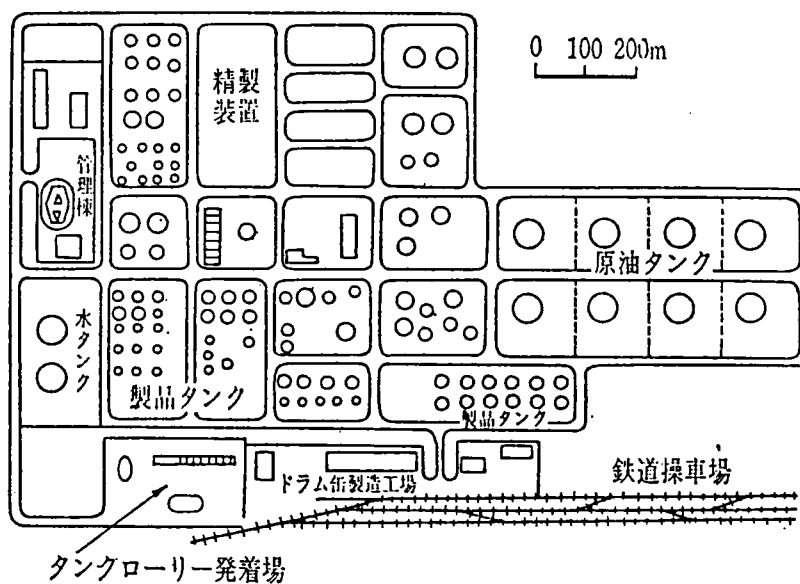 0 100 200m
精製
装置
管理棟
原油タンク
水タンク
製品タンク
製品タンク
ドラム缶製造工場
鉄道操車場
タングローリー発着場